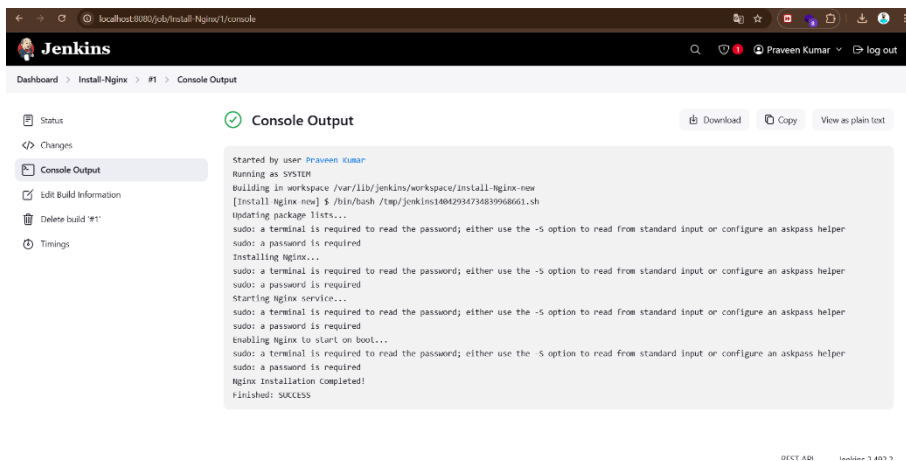 localhost:8080/job/Install-Nginx/1/console
Jenkins
1
Praveen Kumar
log out
Dashboard > Install-Nginx > #1 > Console Output
Status
Changes
Console Output
Edit Build Information
Delete build '#1'
Timings
Console Output
Download
Copy
View as plain text
Started by user Praveen Kumar
Running as SYSTEM
Building in workspace /var/lib/jenkins/workspace/Install-Nginx-new
[Install-Nginx-new] $ /bin/bash /tmp/jenkins14042934734839968661.sh
Updating package lists...
sudo: a terminal is required to read the password; either use the -S option to read from standard input or configure an askpass helper
sudo: a password is required
Installing Nginx...
sudo: a terminal is required to read the password; either use the -S option to read from standard input or configure an askpass helper
sudo: a password is required
Starting Nginx service...
sudo: a terminal is required to read the password; either use the -S option to read from standard input or configure an askpass helper
sudo: a password is required
Enabling Nginx to start on boot...
sudo: a terminal is required to read the password; either use the -S option to read from standard input or configure an askpass helper
sudo: a password is required
Nginx Installation Completed!
Finished: SUCCESS
REST API
Jenkins 2.492.2